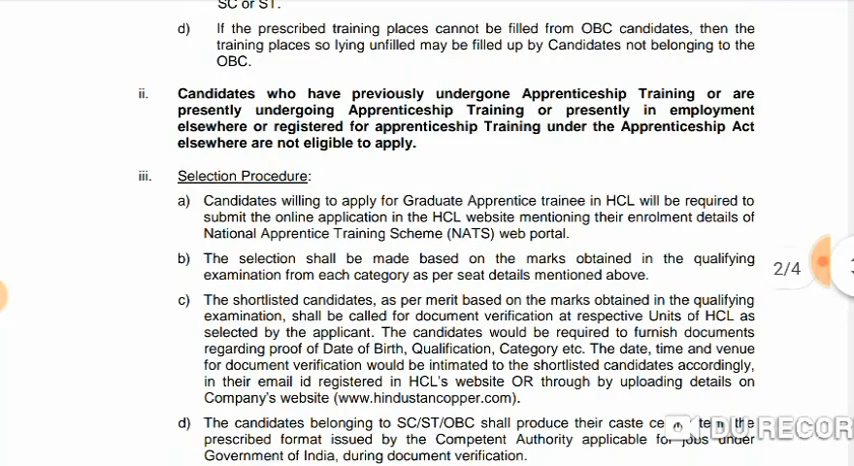 SC or ST.
d) If the prescribed training places cannot be filled from OBC candidates, then the
training places so lying unfilled may be filled up by Candidates not belonging to the
OBC.
ii. Candidates who have previously undergone Apprenticeship Training or are
presently undergoing Apprenticeship Training or presently in employment
elsewhere or registered for apprenticeship Training under the Apprenticeship Act
elsewhere are not eligible to apply.
iii. Selection Procedure:
a) Candidates willing to apply for Graduate Apprentice trainee in HCL will be required to
submit the online application in the HCL website mentioning their enrolment details of
National Apprentice Training Scheme (NATS) web portal.
b) The selection shall be made based on the marks obtained in the qualifying
examination from each category as per seat details mentioned above.
2/4
c) The shortlisted candidates, as per merit based on the marks obtained in the qualifying
examination, shall be called for document verification at respective Units of HCL as
selected by the applicant. The candidates would be required to furnish documents
regarding proof of Date of Birth, Qualification, Category etc. The date, time and venue
for document verification would be intimated to the shortlisted candidates accordingly,
in their email id registered in HCL's website OR through by uploading details on
Company's website (www.hindustancopper.com).
d) The candidates belonging to SC/ST/OBC shall produce their caste the
DU RECOR
prescribed format issued by the Competent Authority applicable for jobs under
Government of India, during document verification.